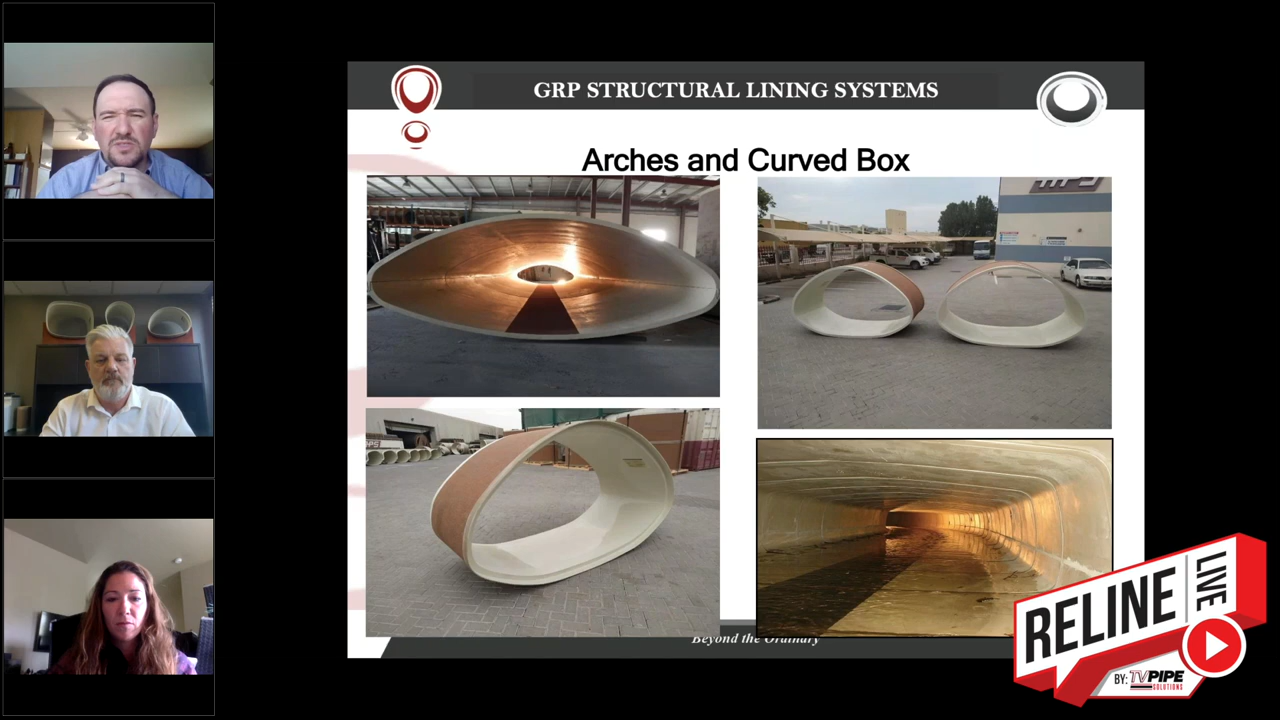 GRP STRUCTURAL LINING SYSTEMS
Arches and Curved Box
Beyond the Ordinary
RELINE
LIVE
BY: TVPIPE
SOLUTIONS